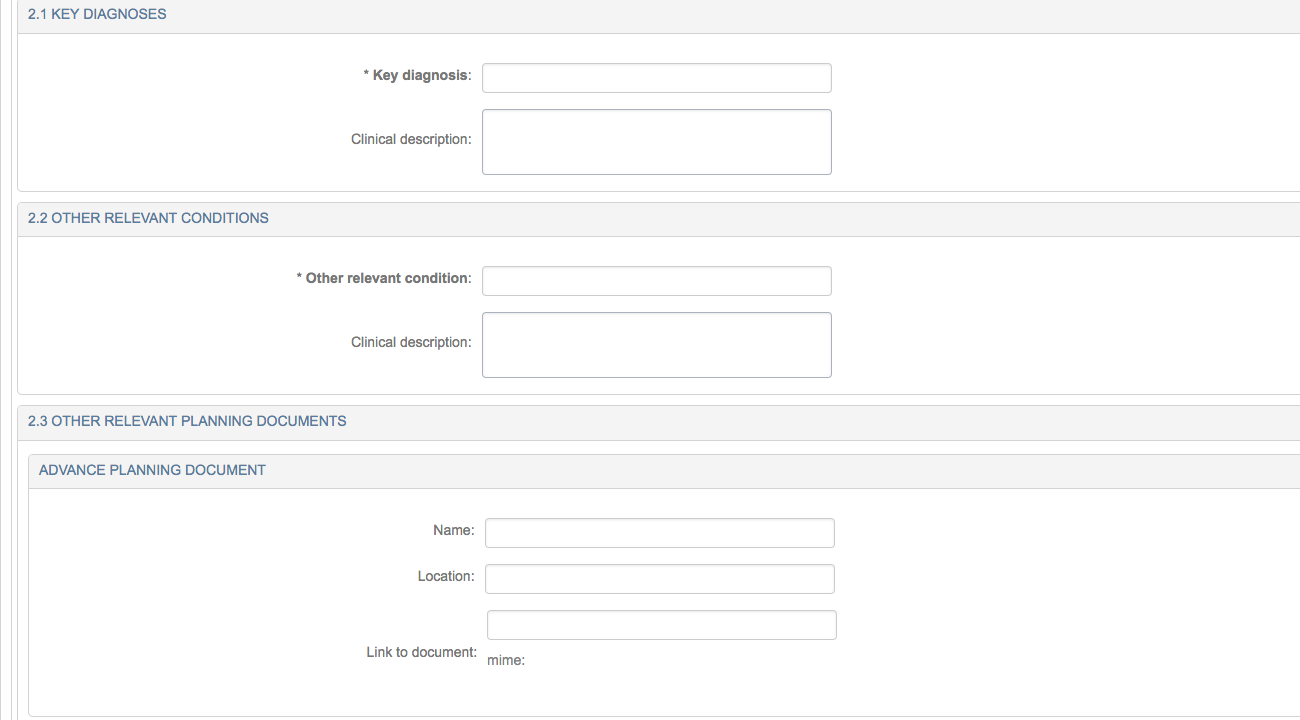 2.1 KEY DIAGNOSES
* Key diagnosis:
Clinical description:
2.2 OTHER RELEVANT CONDITIONS
* Other relevant condition:
Clinical description:
2.3 OTHER RELEVANT PLANNING DOCUMENTS
ADVANCE PLANNING DOCUMENT
Name:
Location:
Link to document:
mime: